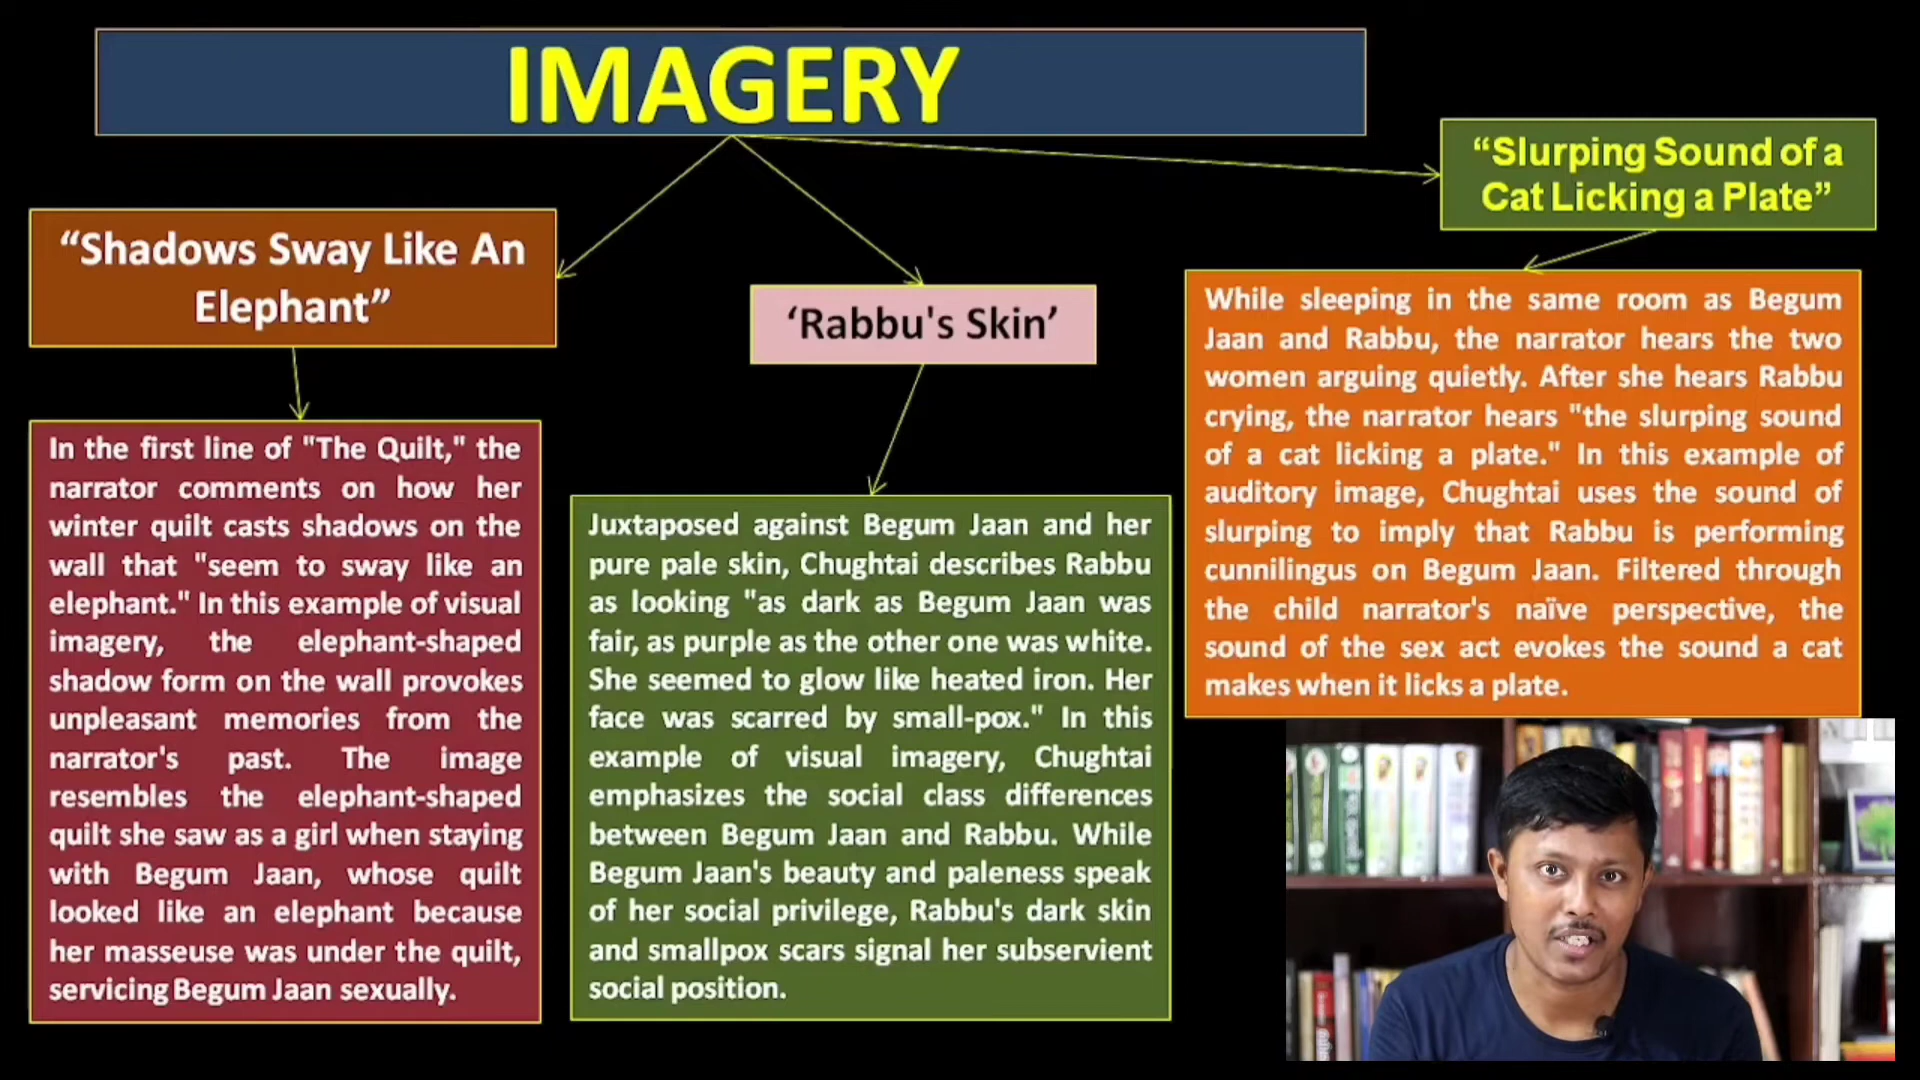 IMAGERY
“Shadows Sway Like An
Elephant”
In the first line of "The Quilt," the
narrator comments on how her
winter quilt casts shadows on the
wall that "seem to sway like an
elephant." In this example of visual
imagery, the elephant-shaped
shadow form on the wall provokes
unpleasant memories from the
narrator's past. The image
resembles the elephant-shaped
quilt she saw as a girl when staying
with Begum Jaan, whose quilt
looked like an elephant because
her masseuse was under the quilt,
servicing Begum Jaan sexually.
‘Rabbu's Skin’
Juxtaposed against Begum Jaan and her
pure pale skin, Chughtai describes Rabbu
as looking "as dark as Begum Jaan was
fair, as purple as the other one was white.
She seemed to glow like heated iron. Her
face was scarred by small-pox." In this
example of visual imagery, Chughtai
emphasizes the social class differences
between Begum Jaan and Rabbu. While
Begum Jaan's beauty and paleness speak
of her social privilege, Rabbu's dark skin
and smallpox scars signal her subservient
social position.
“Slurping Sound of a
Cat Licking a Plate”
While sleeping in the same room as Begum
Jaan and Rabbu, the narrator hears the two
women arguing quietly. After she hears Rabbu
crying, the narrator hears "the slurping sound
of a cat licking a plate." In this example of
auditory image, Chughtai uses the sound of
slurping to imply that Rabbu is performing
cunnilingus on Begum Jaan. Filtered through
the child narrator's naïve perspective, the
sound of the sex act evokes the sound a cat
makes when it licks a plate.